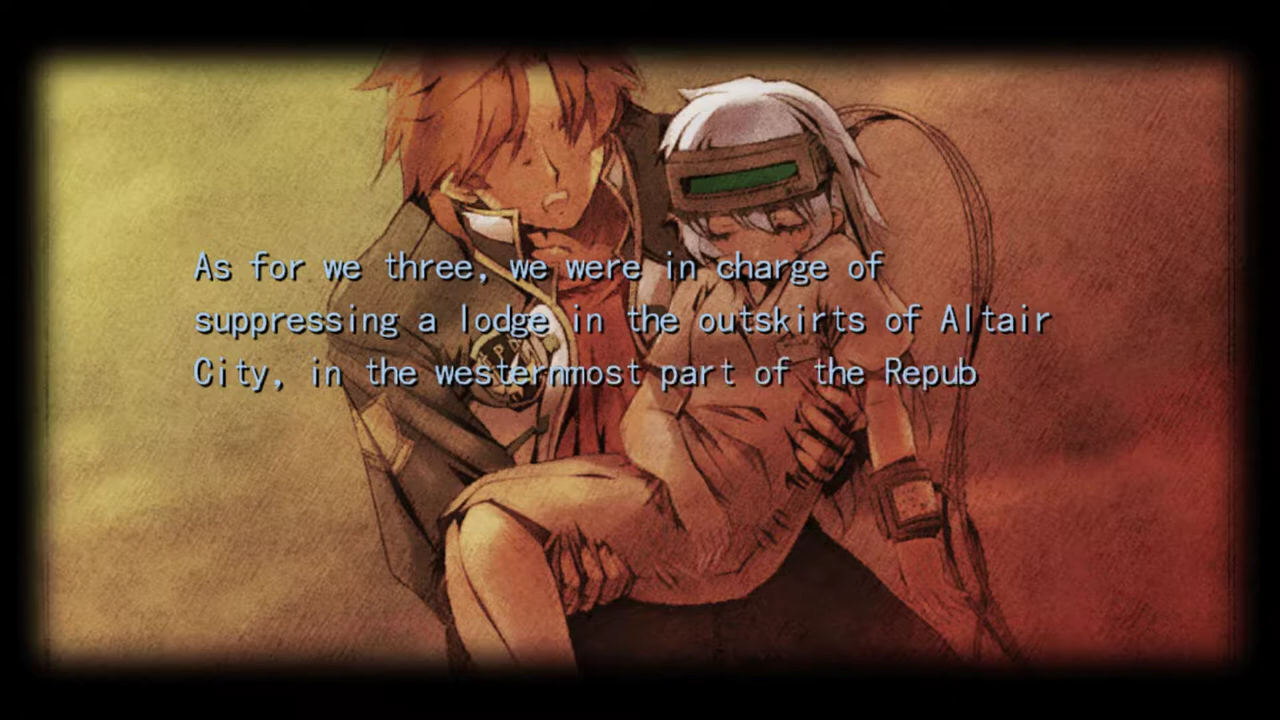 As for we three, we were in charge of
suppressing a lodge in the outskirts of Altair
City, in the westernmost part of the Repub